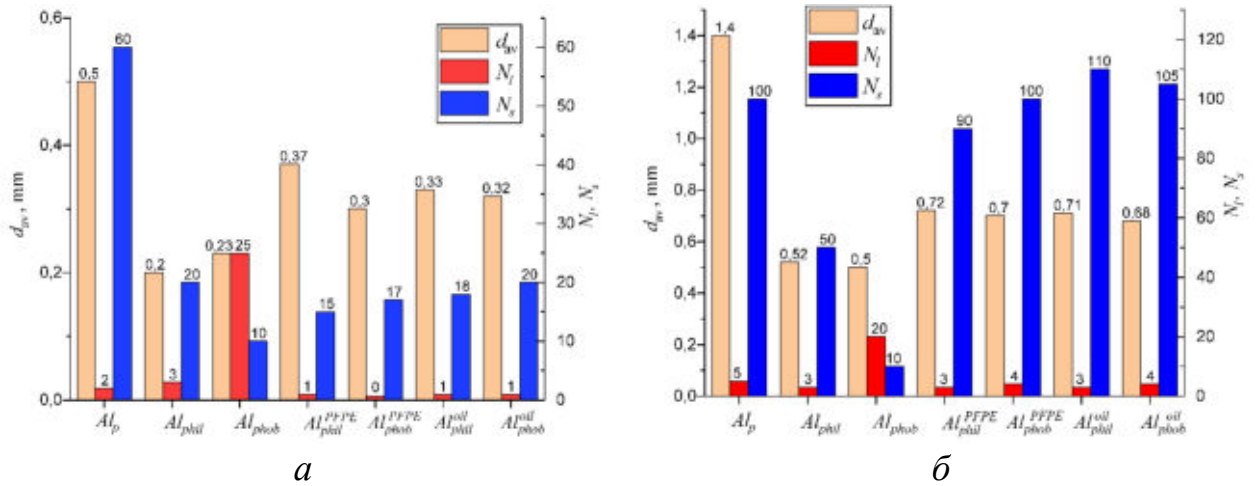 0,6
0,4
0,2
0,0
d_av, mm
60
50
40
30
20
10
0
N_l, N_s
d_av
N_l
N_s
0,5
2
60
0,2
3
20
0,23
25
10
0,37
1
15
0,3
0
17
0,33
1
18
0,32
1
20
Al_p
Al_phil
Al_phob
Al_phil^PFPE
Al_phob^PFPE
Al_phil^oil
Al_phob^oil
а
1,4
1,2
1,0
0,8
0,6
0,4
0,2
0,0
d_av, mm
120
100
80
60
40
20
0
N_l, N_s
d_av
N_l
N_s
1,4
5
100
0,52
3
50
0,5
20
10
0,72
3
90
0,7
4
100
0,71
3
110
0,68
4
105
Al_p
Al_phil
Al_phob
Al_phil^PFPE
Al_phob^PFPE
Al_phil^oil
Al_phob^oil
б